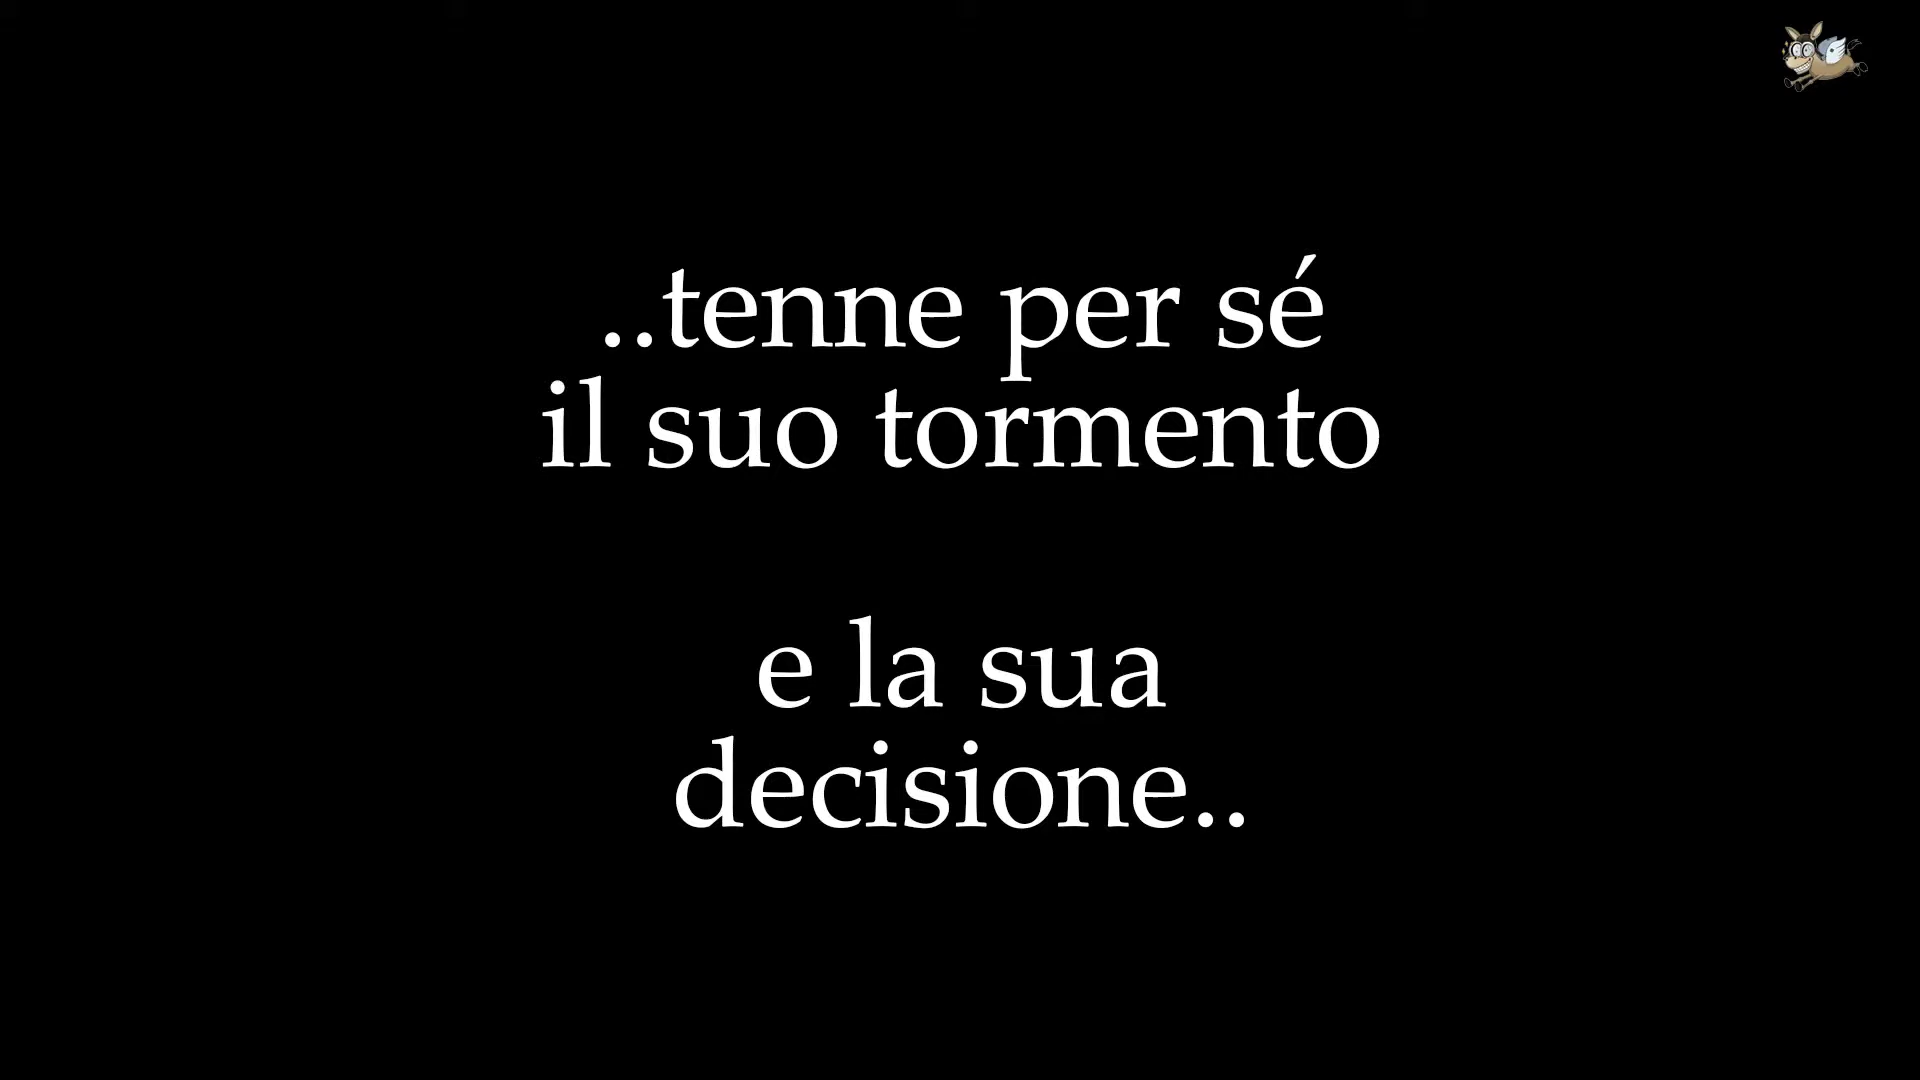 ..tenne per sé
il suo tormento
e la sua
decisione..